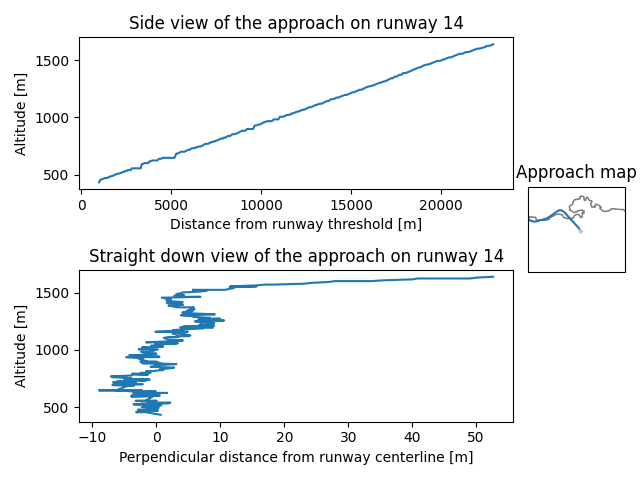 Side view of the approach on runway 14
1500
1000
500
Altitude [m]
0 5000 10000 15000 20000
Distance from runway threshold [m]
Approach map
Straight down view of the approach on runway 14
1500
1000
500
Altitude [m]
−10 −5 0 10 20 30 40 50
Perpendicular distance from runway centerline [m]